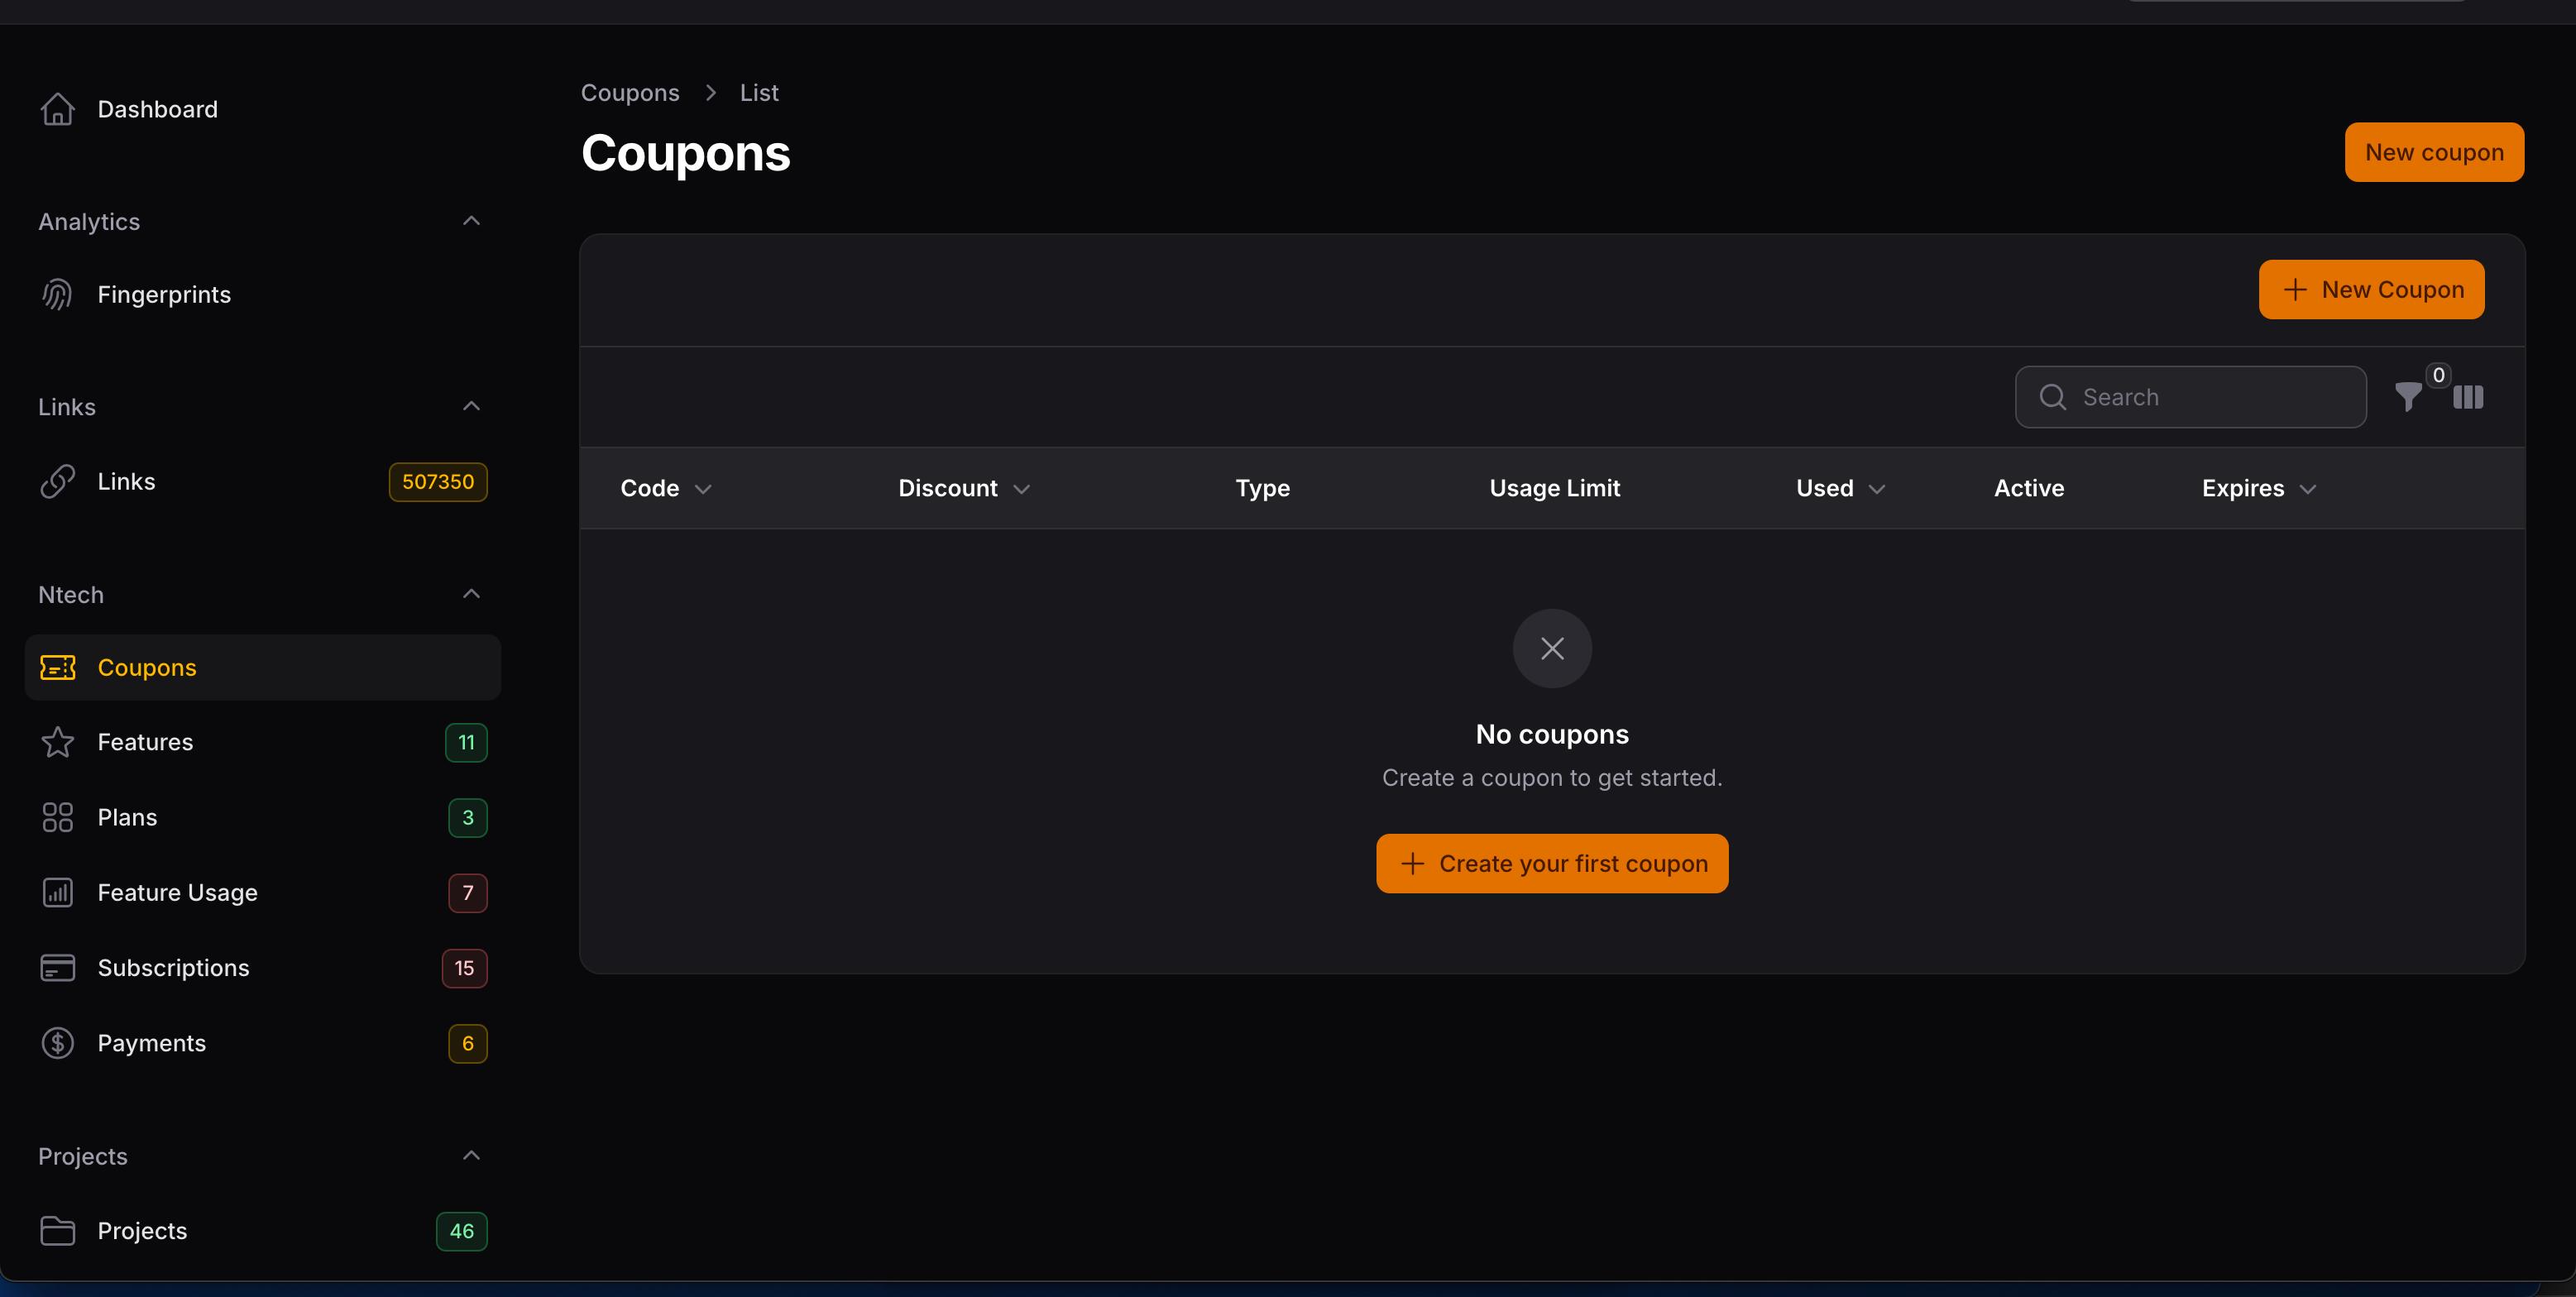 Dashboard
Analytics
Fingerprints
Links
Links 507350
Ntech
Coupons
Features 11
Plans 3
Feature Usage 7
Subscriptions 15
Payments 6
Projects
Projects 46
Coupons > List
Coupons
New coupon
New Coupon
Search
0
Code Discount Type Usage Limit Used Active Expires
No coupons
Create a coupon to get started.
Create your first coupon